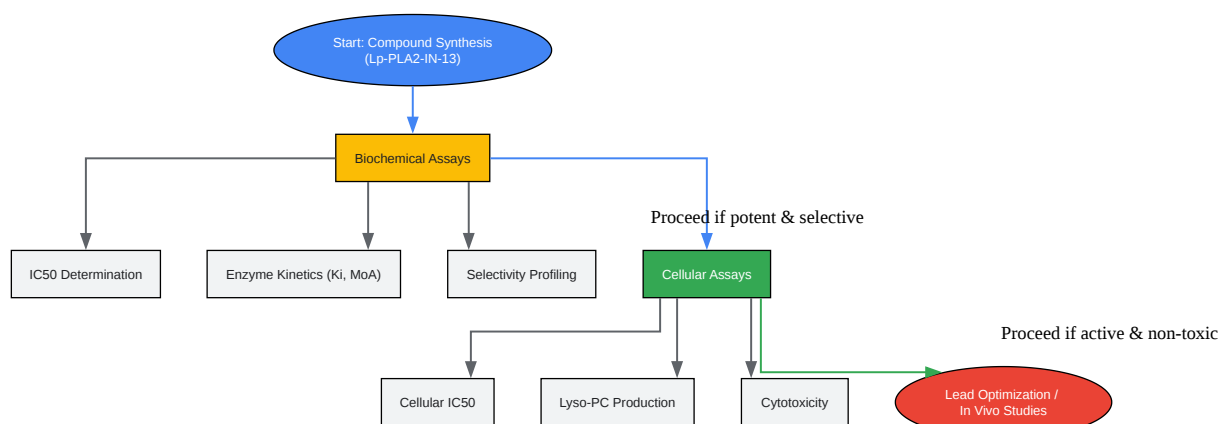 Start: Compound Synthesis
(Lp-PLA2-IN-13)
Biochemical Assays
Proceed if potent & selective
IC50 Determination
Enzyme Kinetics (Ki, MoA)
Selectivity Profiling
Cellular Assays
Proceed if active & non-toxic
Cellular IC50
Lyso-PC Production
Cytotoxicity
Lead Optimization /
In Vivo Studies